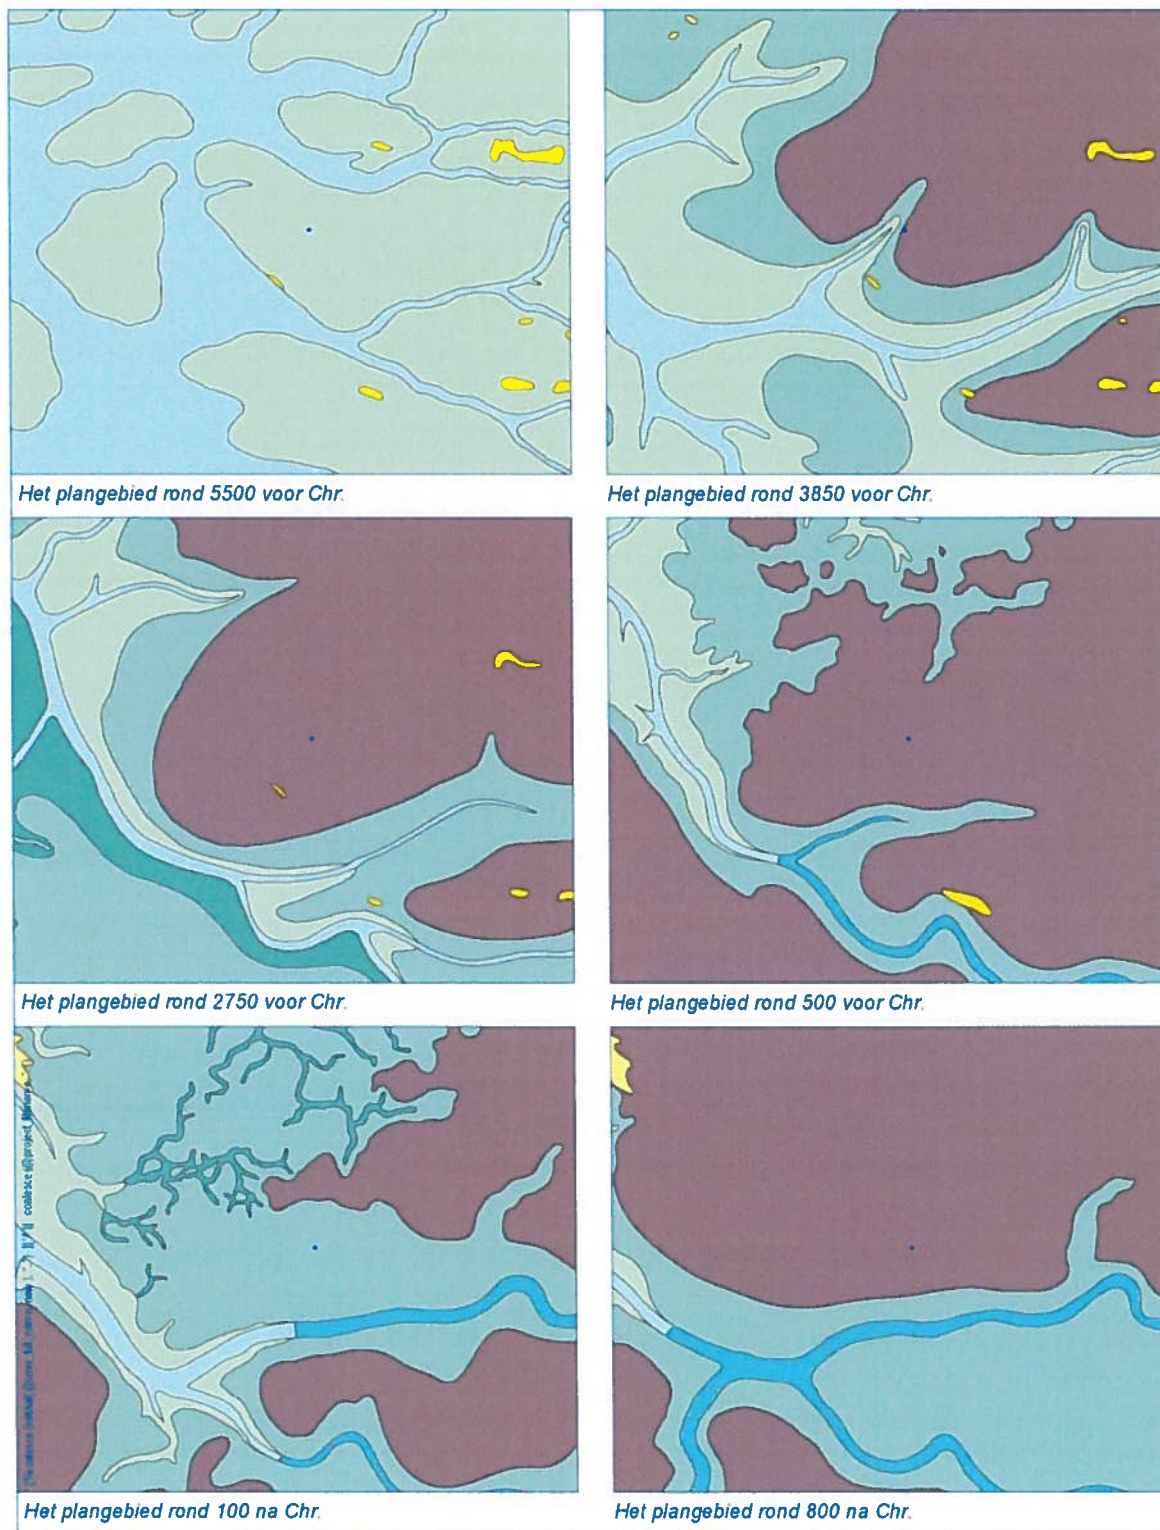 Het plangebied rond 5500 voor Chr.
Het plangebied rond 3850 voor Chr.
Het plangebied rond 2750 voor Chr.
Het plangebied rond 500 voor Chr.
coalesce
Het plangebied rond 100 na Chr.
Het plangebied rond 800 na Chr.